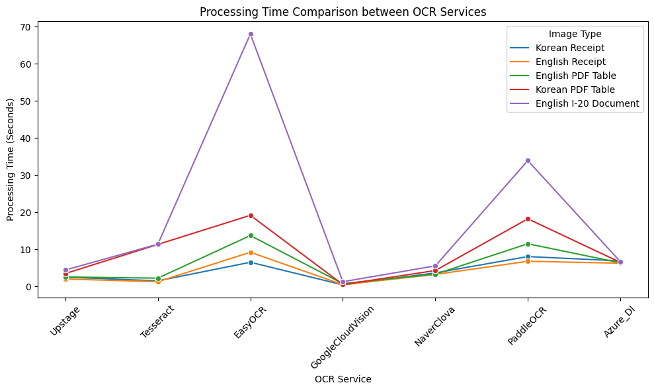 Processing Time Comparison between OCR Services
Image Type
Korean Receipt
English Receipt
English PDF Table
Korean PDF Table
English I-20 Document
Processing Time (Seconds)
70
60
50
40
30
20
10
0
Upstage
Tesseract
EasyOCR
GoogleCloudVision
NaverClova
PaddleOCR
Azure_DI
OCR Service